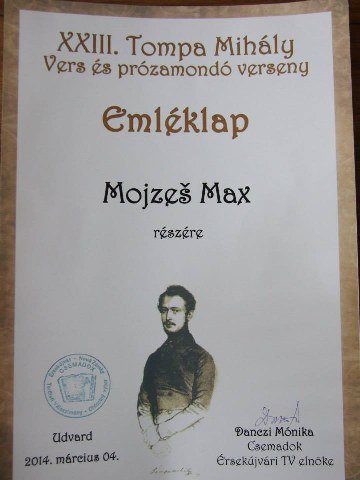 XXIII. Tompa Mihály
Vers és prózamondó verseny
Emléklap
Mojzeš Max
részére
CSEMADOK
Udvard
2014. március 04.
Danczi Mónika
Csemadok
Érsekújvári TV elnöke